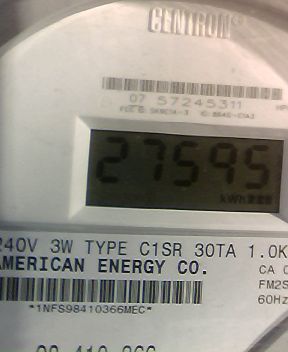 CENTRON®
07 57245311
27595
kWh
240V 3W TYPE C1SR 30TA 1.0K
AMERICAN ENERGY CO.
CA 0
FM2S
60Hz
*1NFS98410366MEC*